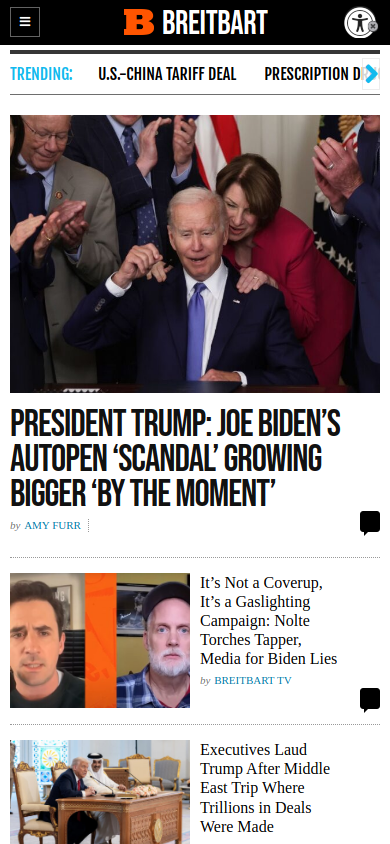 BREITBART
TRENDING:
U.S.-CHINA TARIFF DEAL
PRESCRIPTION D
PRESIDENT TRUMP: JOE BIDEN’S
AUTOPEN ‘SCANDAL’ GROWING
BIGGER ‘BY THE MOMENT’
by AMY FURR
It’s Not a Coverup,
It’s a Gaslighting
Campaign: Nolte
Torches Tapper,
Media for Biden Lies
by BREITBART TV
Executives Laud
Trump After Middle
East Trip Where
Trillions in Deals
Were Made